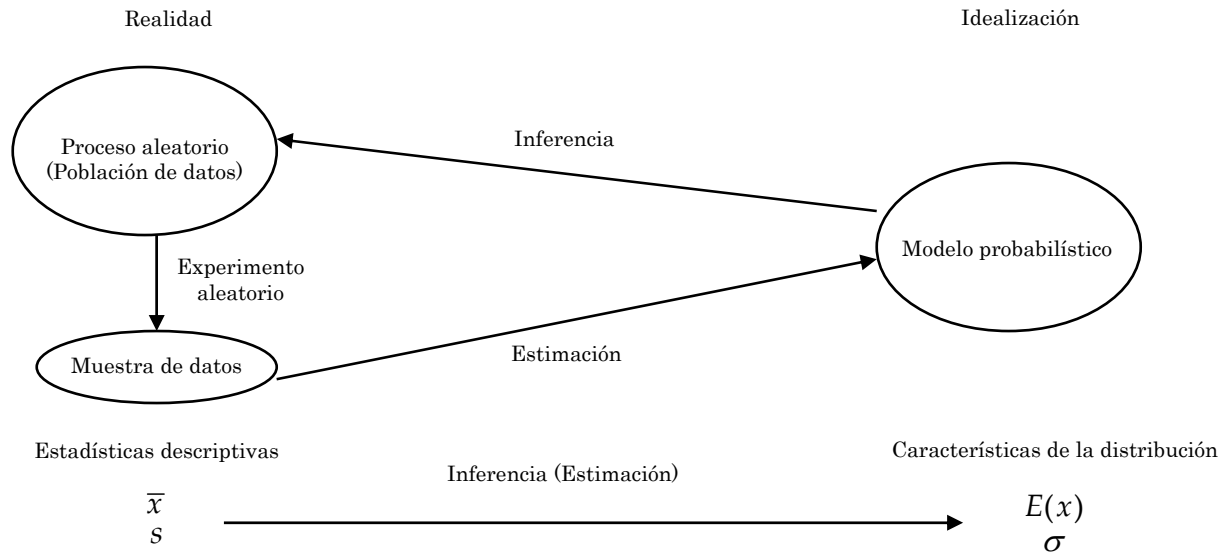 Realidad
Idealización
Proceso aleatorio
(Población de datos)
Inferencia
Modelo probabilístico
Experimento
aleatorio
Estimación
Muestra de datos
Estadísticas descriptivas
Características de la distribución
Inferencia (Estimación)
x̅
s
E(x)
σ